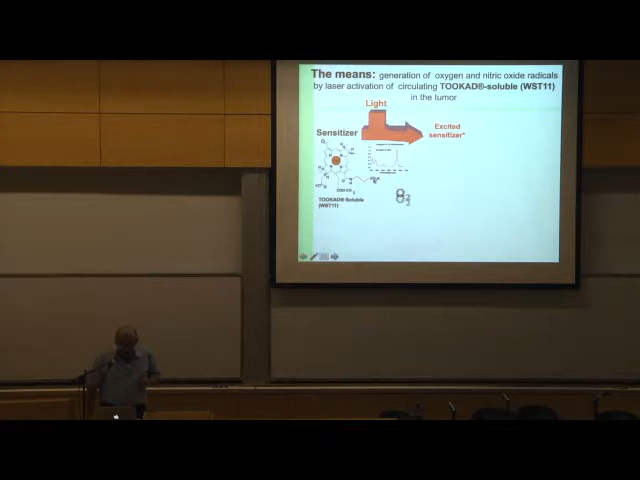 The means: generation of oxygen and nitric oxide radicals
by laser activation of circulating TOOKAD®-soluble (WST11)
in the tumor
Light
Excited
sensitizer*
Sensitizer
TOOKAD® Soluble
(WST11)